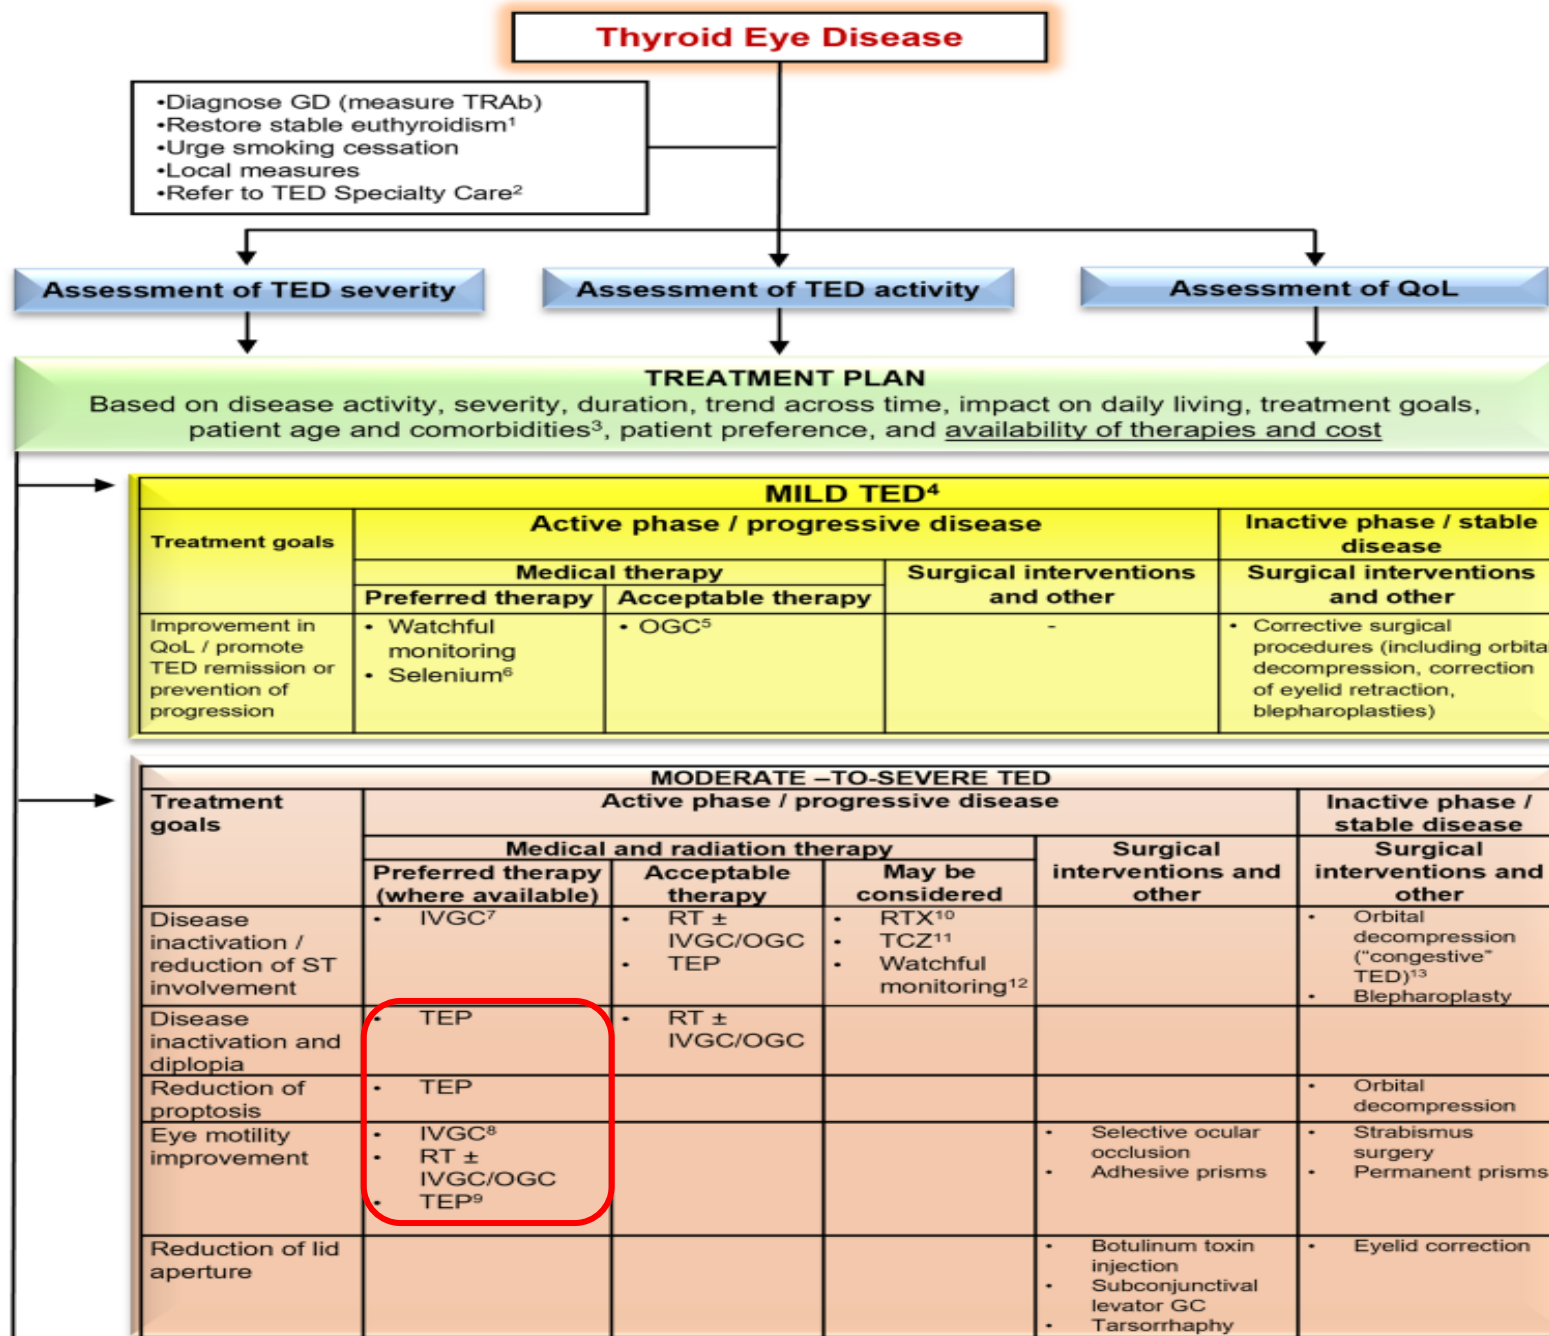 Thyroid Eye Disease
•Diagnose GD (measure TRAb)
•Restore stable euthyroidism¹
•Urge smoking cessation
•Local measures
•Refer to TED Specialty Care²
Assessment of TED severity
Assessment of TED activity
Assessment of QoL
TREATMENT PLAN
Based on disease activity, severity, duration, trend across time, impact on daily living, treatment goals,
patient age and comorbidities³, patient preference, and availability of therapies and cost
MILD TED⁴
Treatment goals
Active phase / progressive disease
Inactive phase / stable
disease
Medical therapy
Surgical interventions
and other
Surgical interventions
and other
Preferred therapy
Acceptable therapy
Improvement in
QoL / promote
TED remission or
prevention of
progression
• Watchful
monitoring
• Selenium⁶
• OGC⁵
-
• Corrective surgical
procedures (including orbita
decompression, correction
of eyelid retraction,
blepharoplasties)
MODERATE –TO-SEVERE TED
Treatment
goals
Active phase / progressive disease
Inactive phase /
stable disease
Medical and radiation therapy
Surgical
interventions and
other
Surgical
interventions and
other
Preferred therapy
(where available)
Acceptable
therapy
May be
considered
Disease
inactivation /
reduction of ST
involvement
• IVGC⁷
• RT ±
IVGC/OGC
• TEP
• RTX¹⁰
• TCZ¹¹
• Watchful
monitoring¹²
• Orbital
decompression
("congestive"
TED)¹³
• Blepharoplasty
Disease
inactivation and
diplopia
• TEP
• RT ±
IVGC/OGC
Reduction of
proptosis
• TEP
• Orbital
decompression
Eye motility
improvement
• IVGC⁸
• RT ±
IVGC/OGC
• TEP⁹
• Selective ocular
occlusion
• Adhesive prisms
• Strabismus
surgery
• Permanent prisms
Reduction of lid
aperture
• Botulinum toxin
injection
• Subconjunctival
levator GC
• Tarsorrhaphy
• Eyelid correction